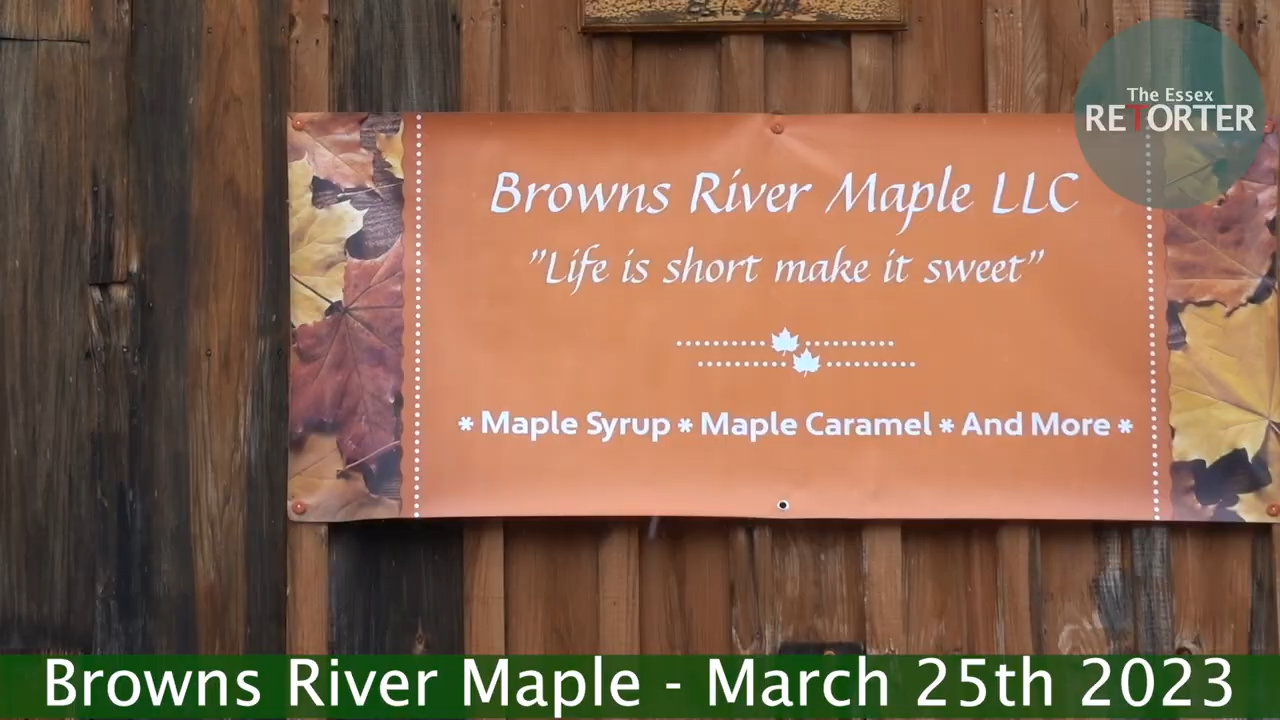 The Essex
RETORTER
Browns River Maple LLC
"Life is short make it sweet"
* Maple Syrup * Maple Caramel * And More *
Browns River Maple - March 25th 2023